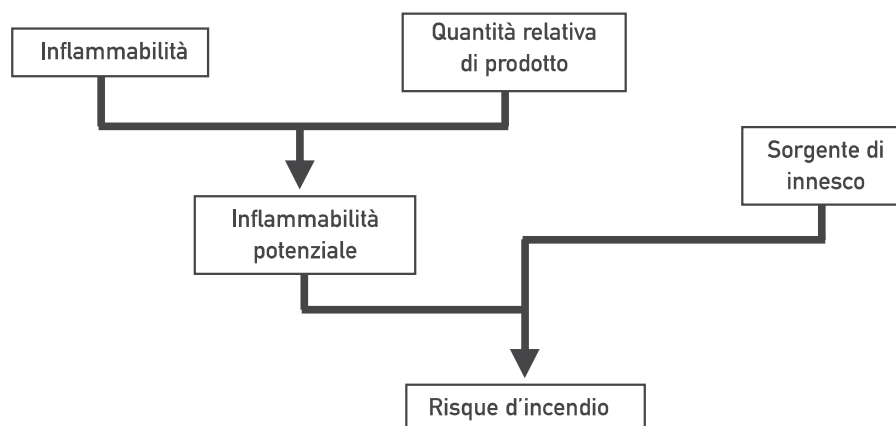 Inflammabilità
Quantità relativa
di prodotto
Sorgente di
innesco
Inflammabilità
potenziale
Risque d'incendio